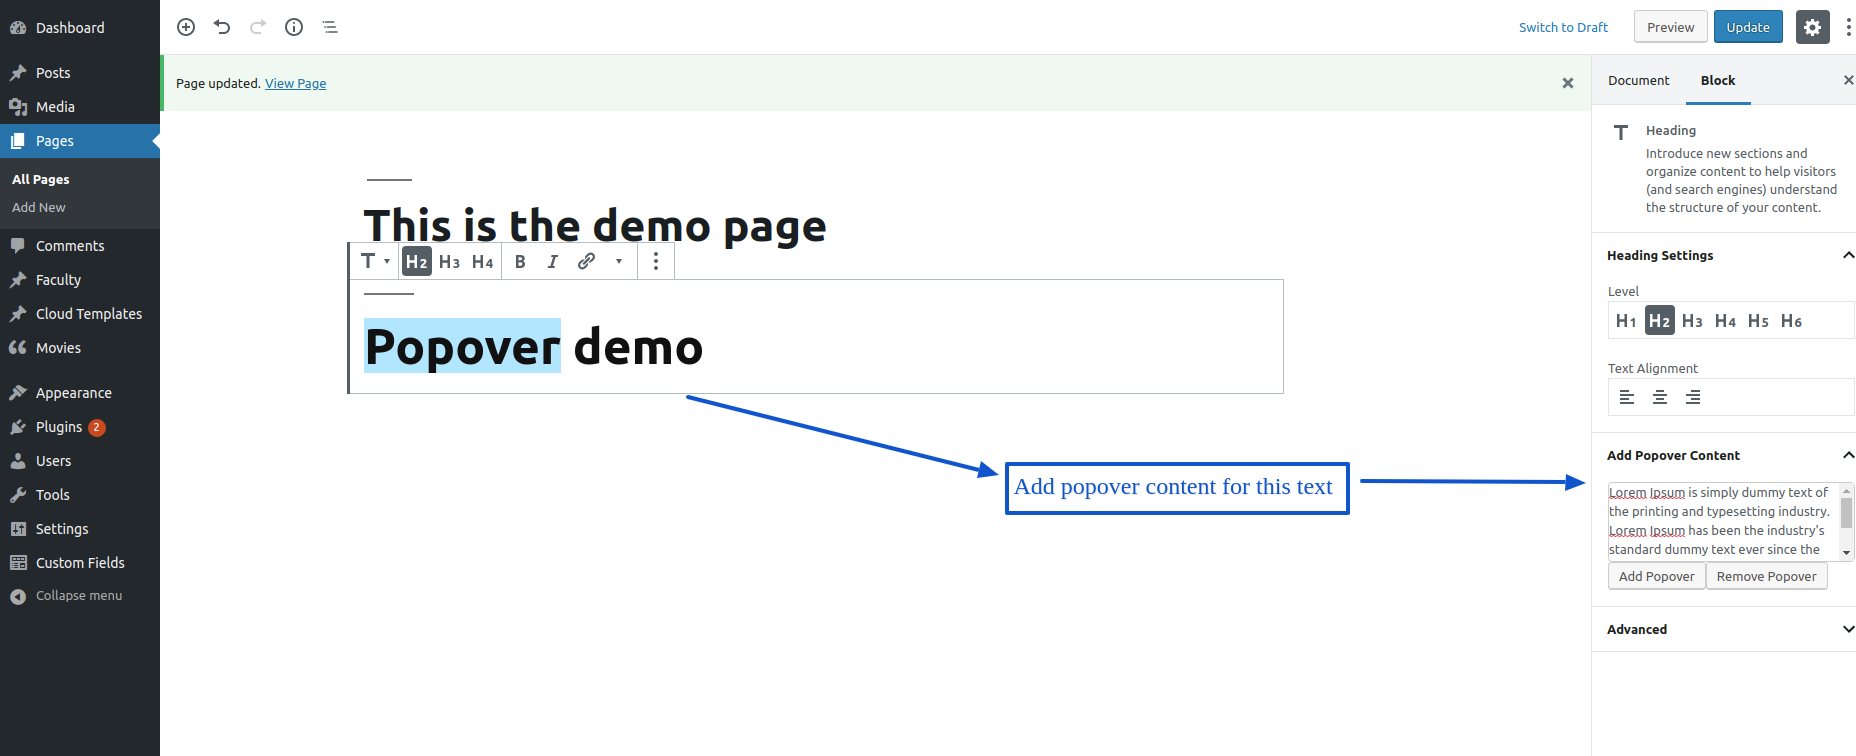 Dashboard
Posts
Media
Pages
All Pages
Add New
Comments
Faculty
Cloud Templates
Movies
Appearance
Plugins 2
Users
Tools
Settings
Custom Fields
Collapse menu
Switch to Draft
Preview
Update
Page updated. View Page
This is the demo page
T H2 H3 H4 B I
Popover demo
Add popover content for this text
Document Block
T Heading
Introduce new sections and
organize content to help visitors
(and search engines) understand
the structure of your content.
Heading Settings
Level
H1 H2 H3 H4 H5 H6
Text Alignment
Add Popover Content
Lorem Ipsum is simply dummy text of
the printing and typesetting industry.
Lorem Ipsum has been the industry's
standard dummy text ever since the
Add Popover Remove Popover
Advanced